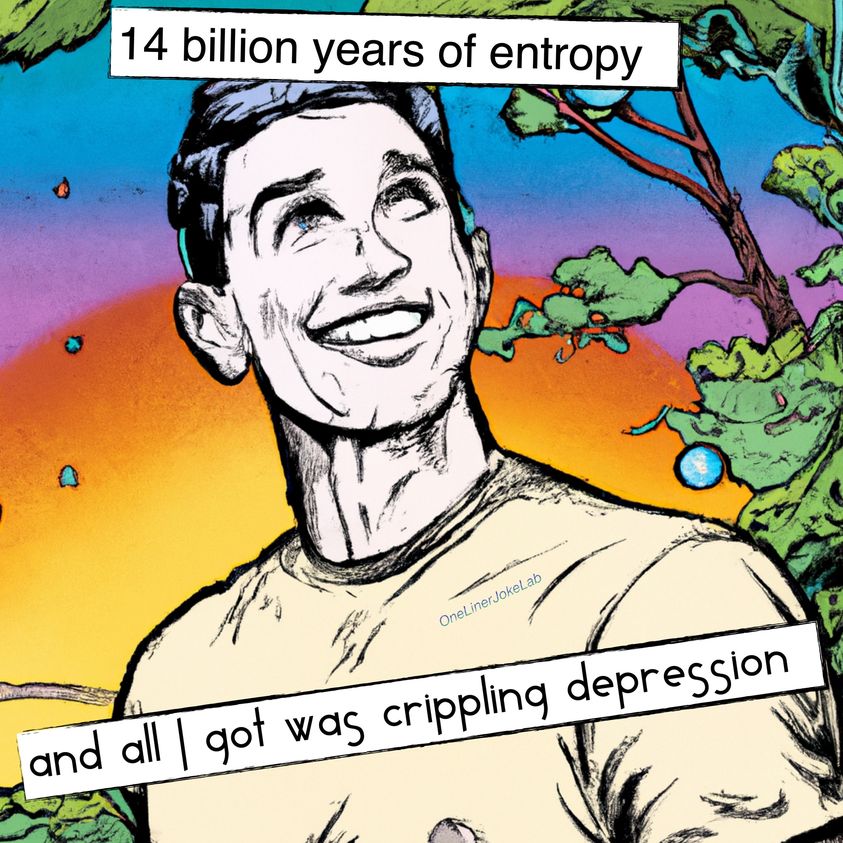 14 billion years of entropy
OneLinerJokeLab
and all I got was crippling depression